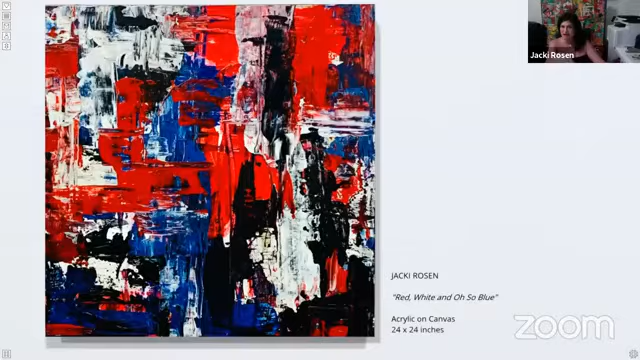 Jacki Rosen
JACKI ROSEN
"Red, White and Oh So Blue"
Acrylic on Canvas
24 x 24 inches
zoom